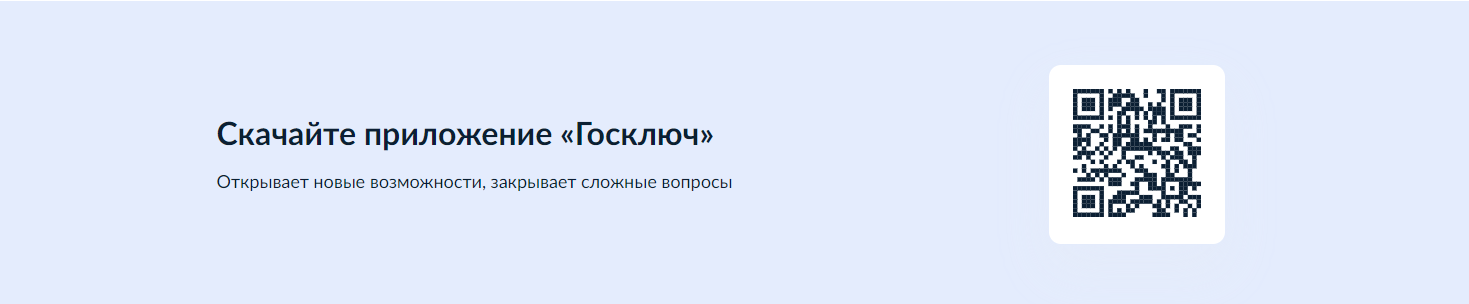 Скачайте приложение «Госключ»
Открывает новые возможности, закрывает сложные вопросы